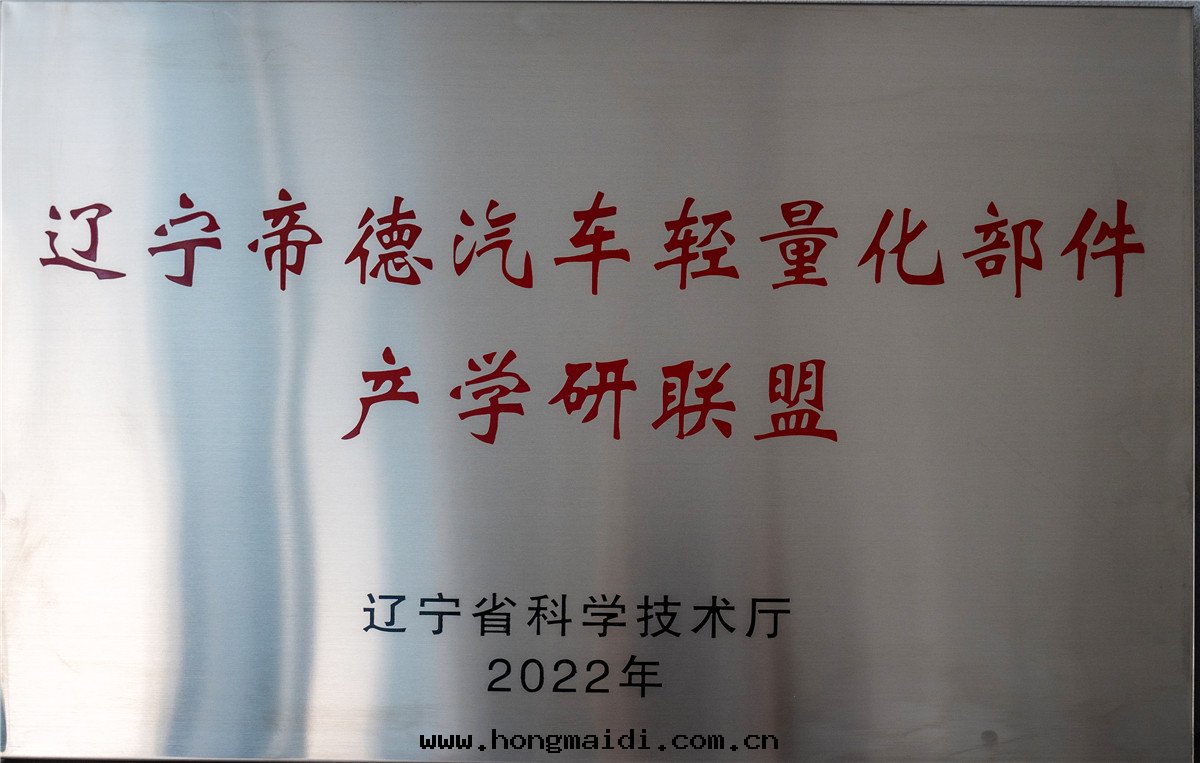 辽宁帝德汽车轻量化部件
产学研联盟
辽宁省科学技术厅
2022年
www.hongmaidi.com.cn